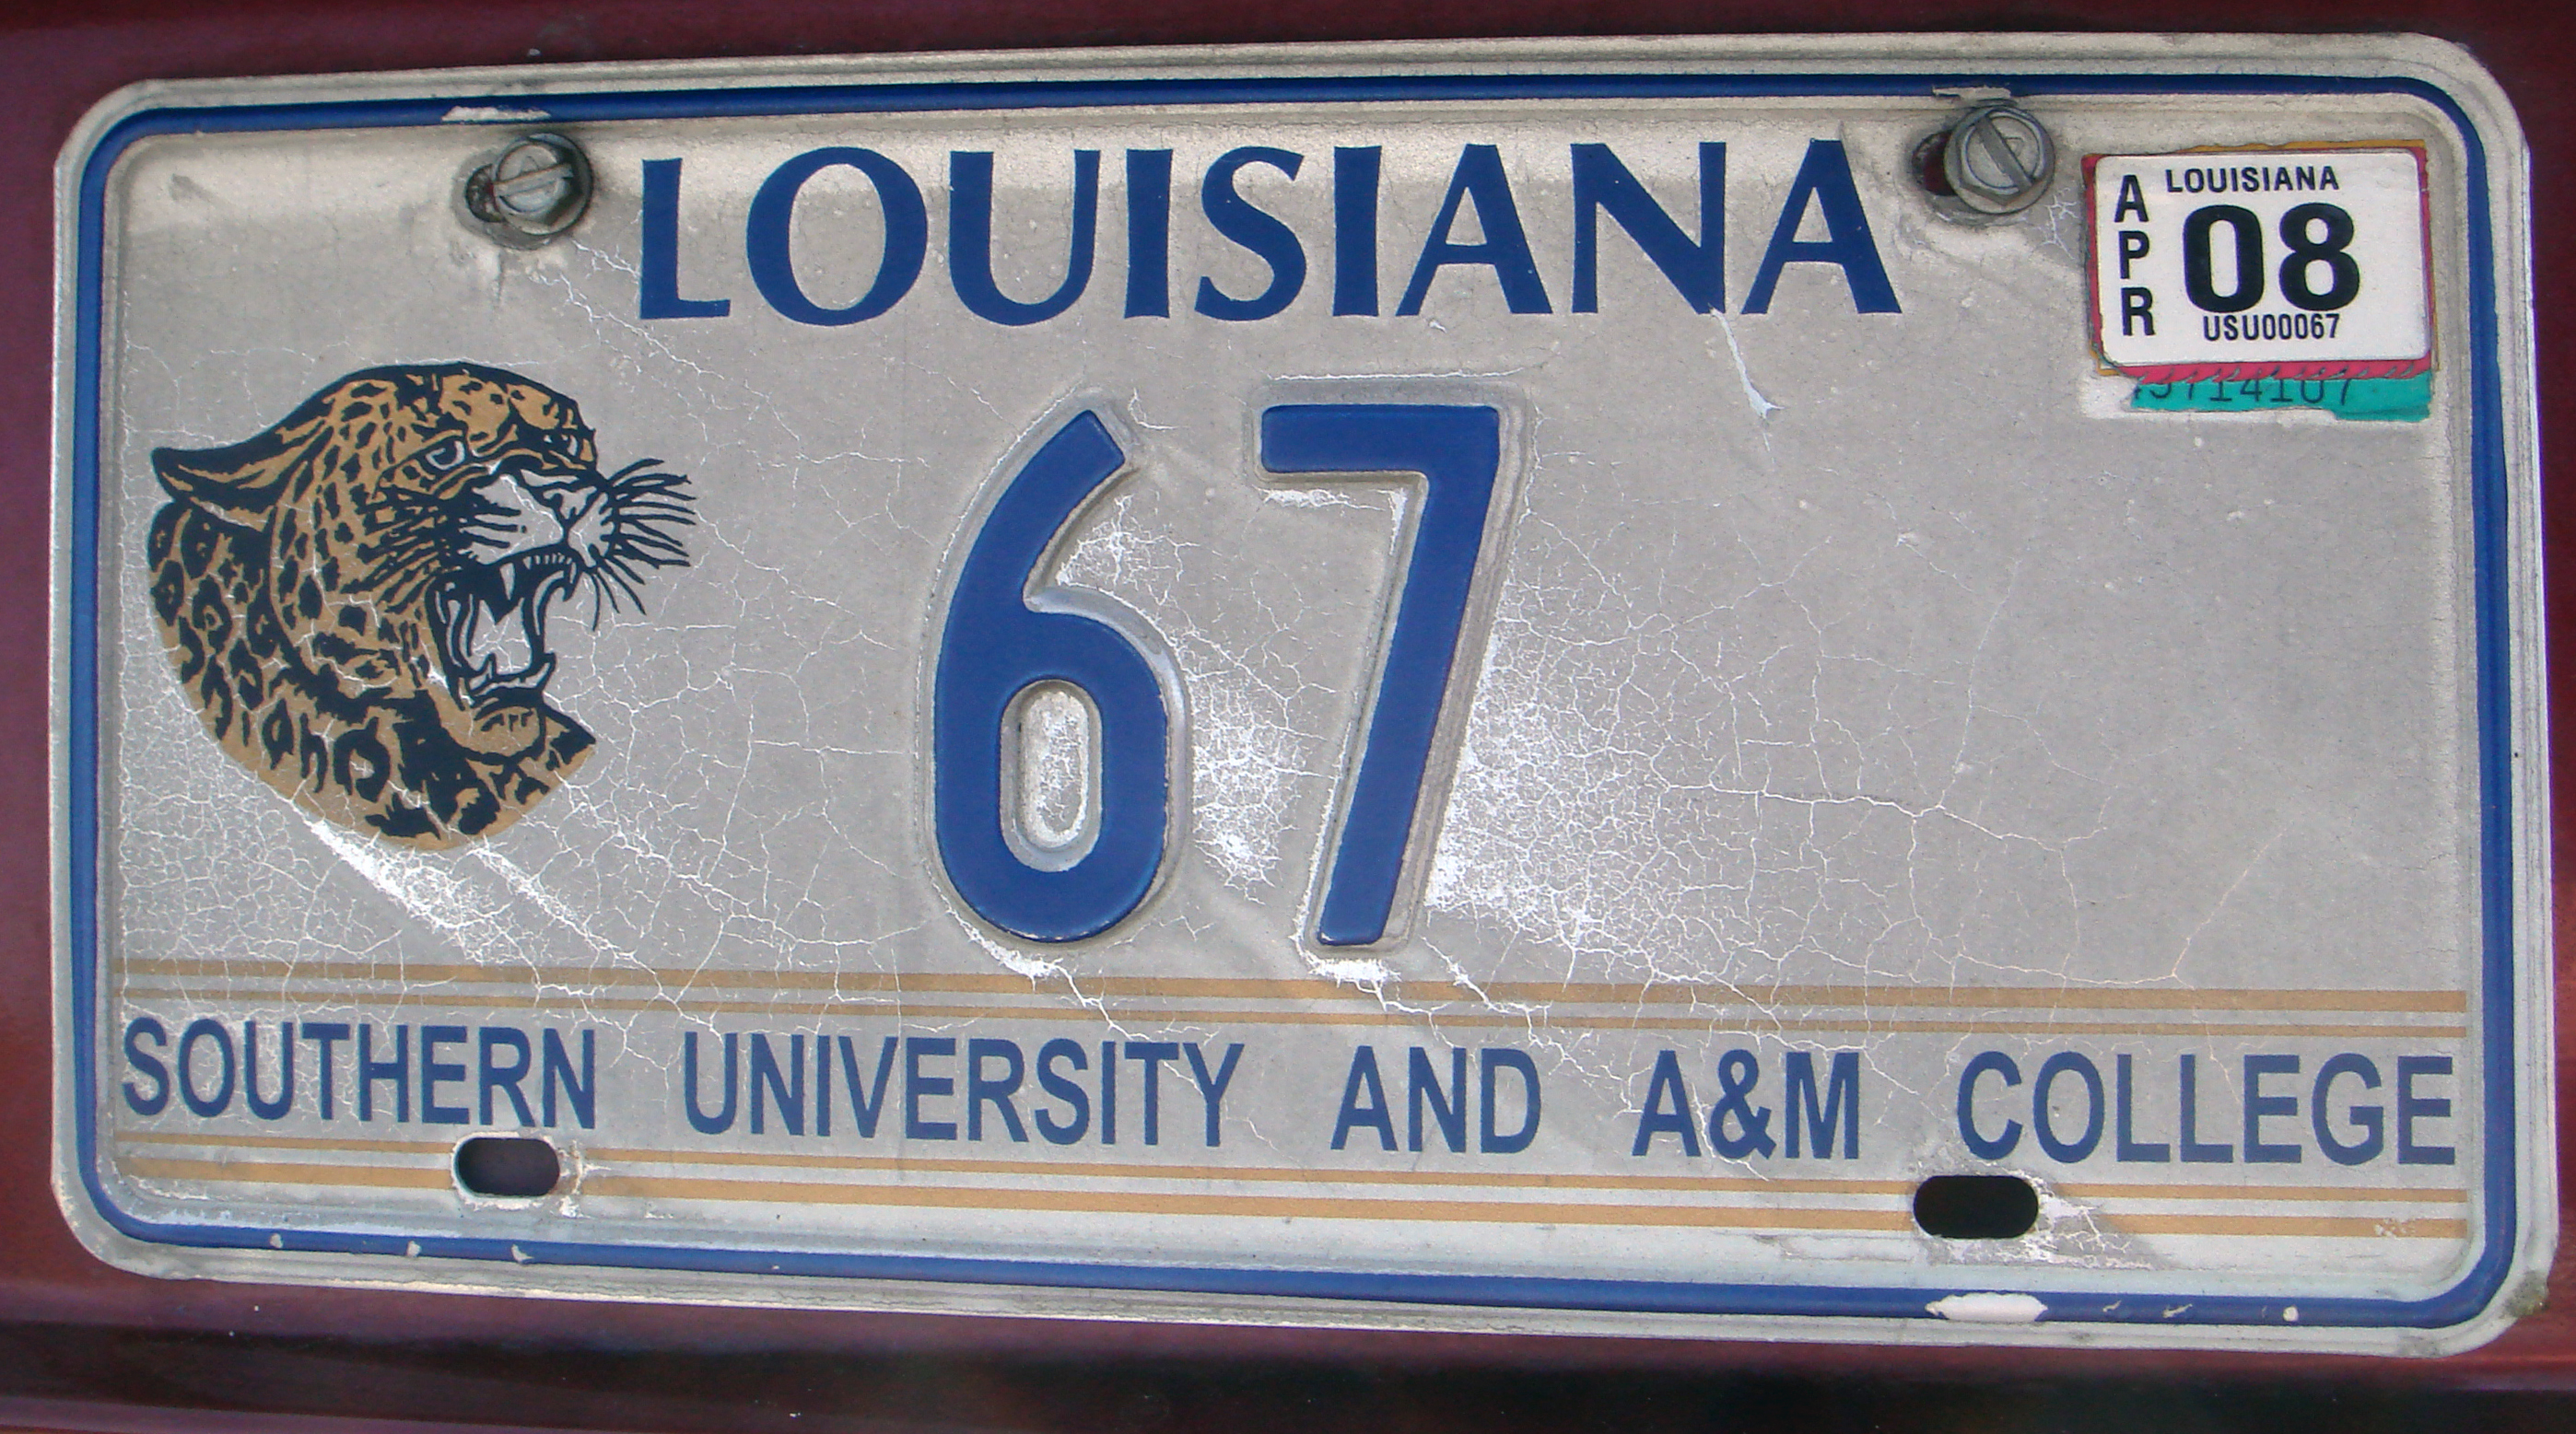 LOUISIANA
APR
LOUISIANA
08
USU00067
67
SOUTHERN UNIVERSITY AND A&M COLLEGE